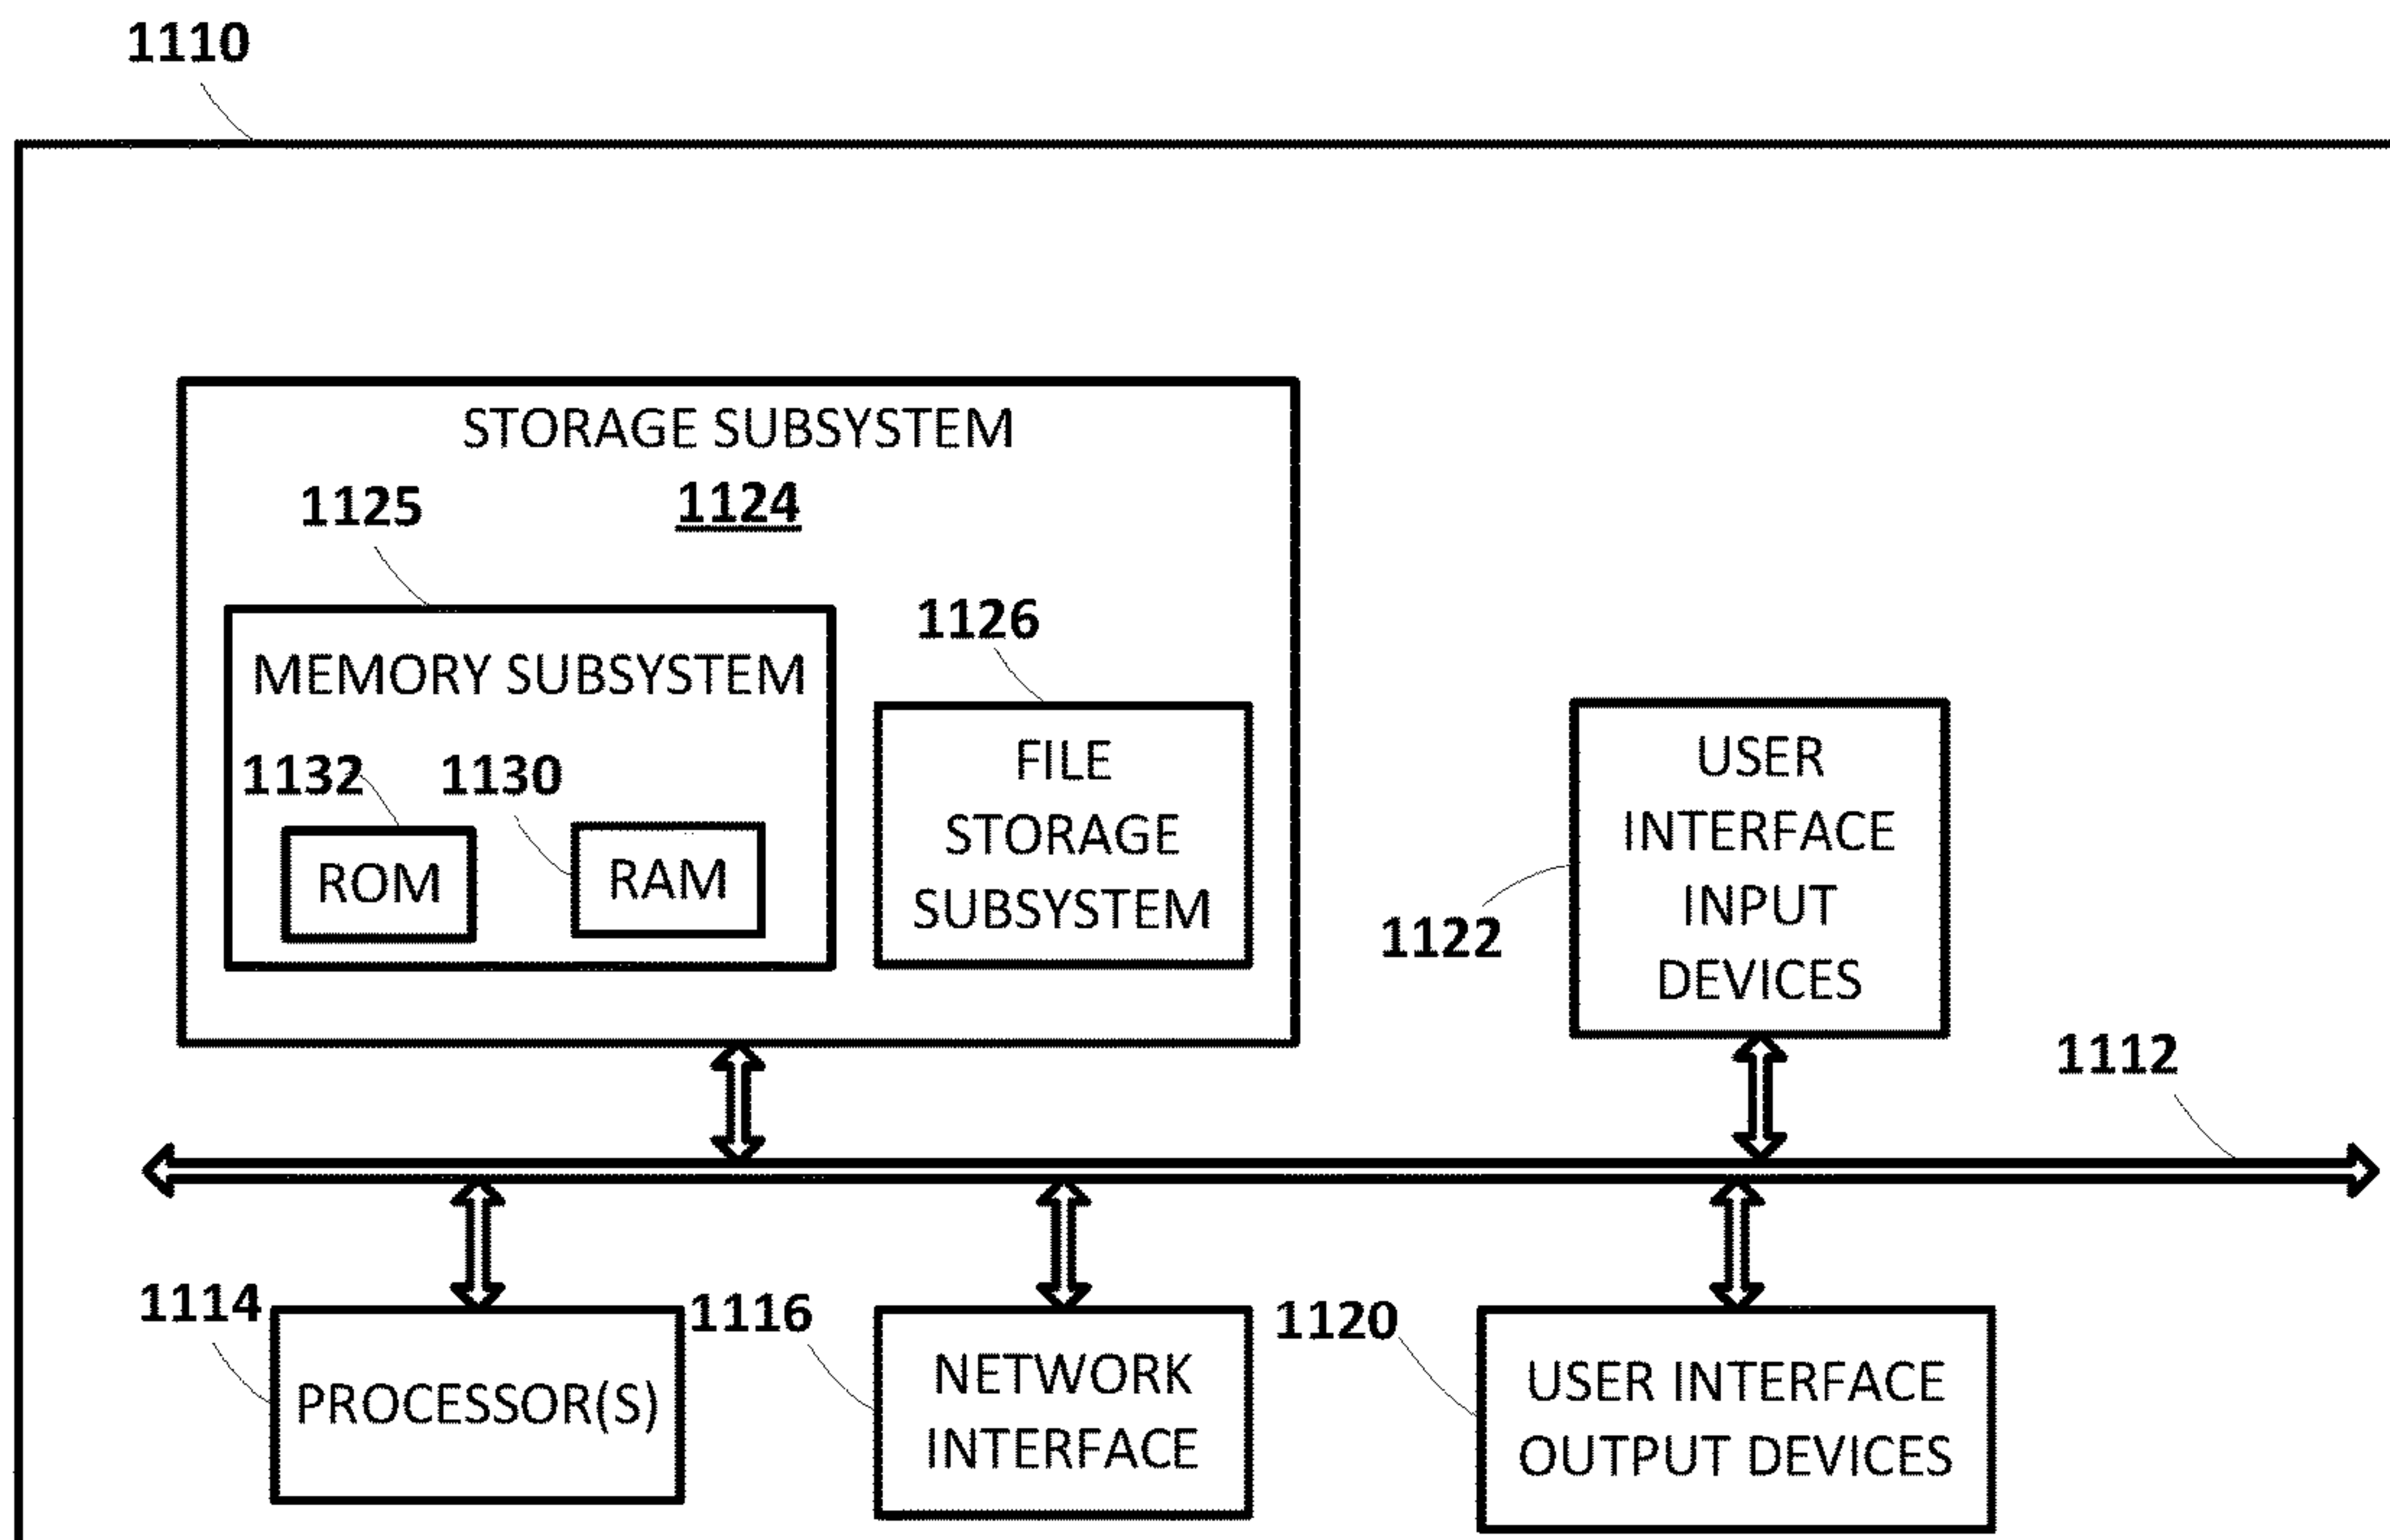 1110
STORAGE SUBSYSTEM
1124
1125
1126
MEMORY SUBSYSTEM
1132
1130
ROM
RAM
FILE
STORAGE
SUBSYSTEM
USER
INTERFACE
INPUT
DEVICES
1122
1112
1114
PROCESSOR(S)
1116
NETWORK
INTERFACE
1120
USER INTERFACE
OUTPUT DEVICES